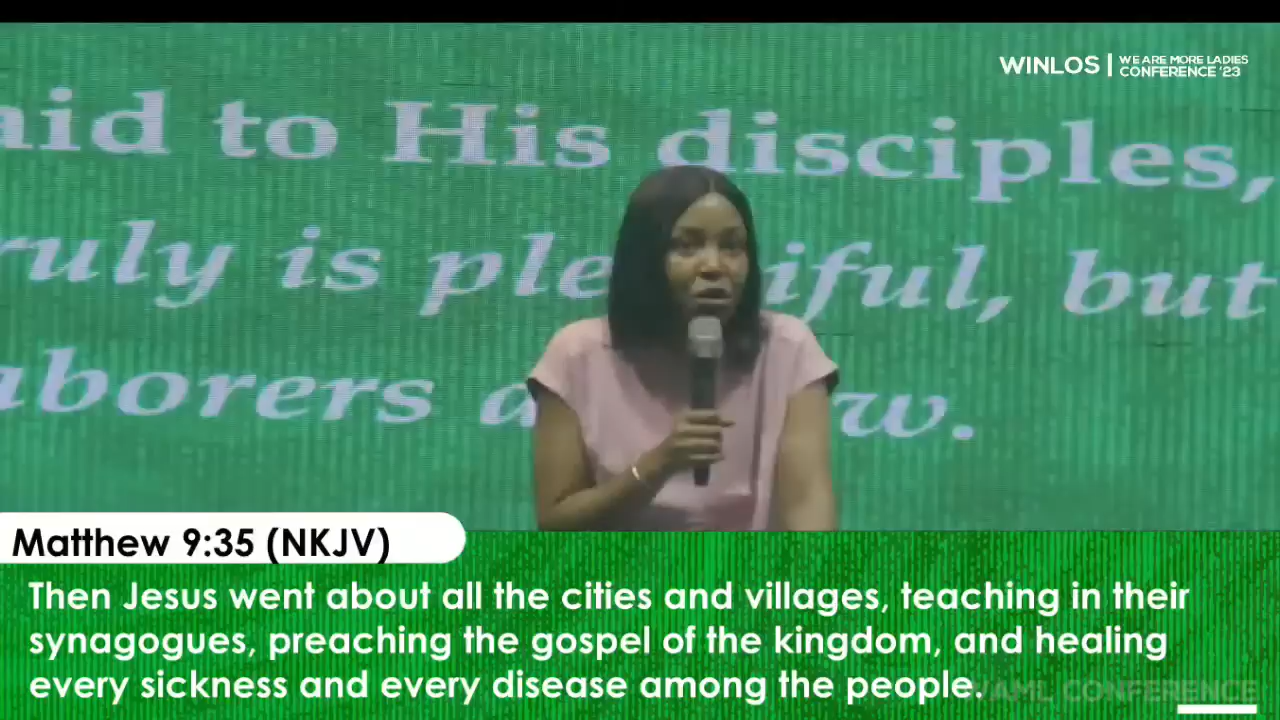 WINLOS | WE ARE MORE LADIES
CONFERENCE '23
aid to His disciples,
ruly is ple iful, but
aborers a w.
Matthew 9:35 (NKJV)
Then Jesus went about all the cities and villages, teaching in their
synagogues, preaching the gospel of the kingdom, and healing
every sickness and every disease among the people.
WAML CONFERENCE